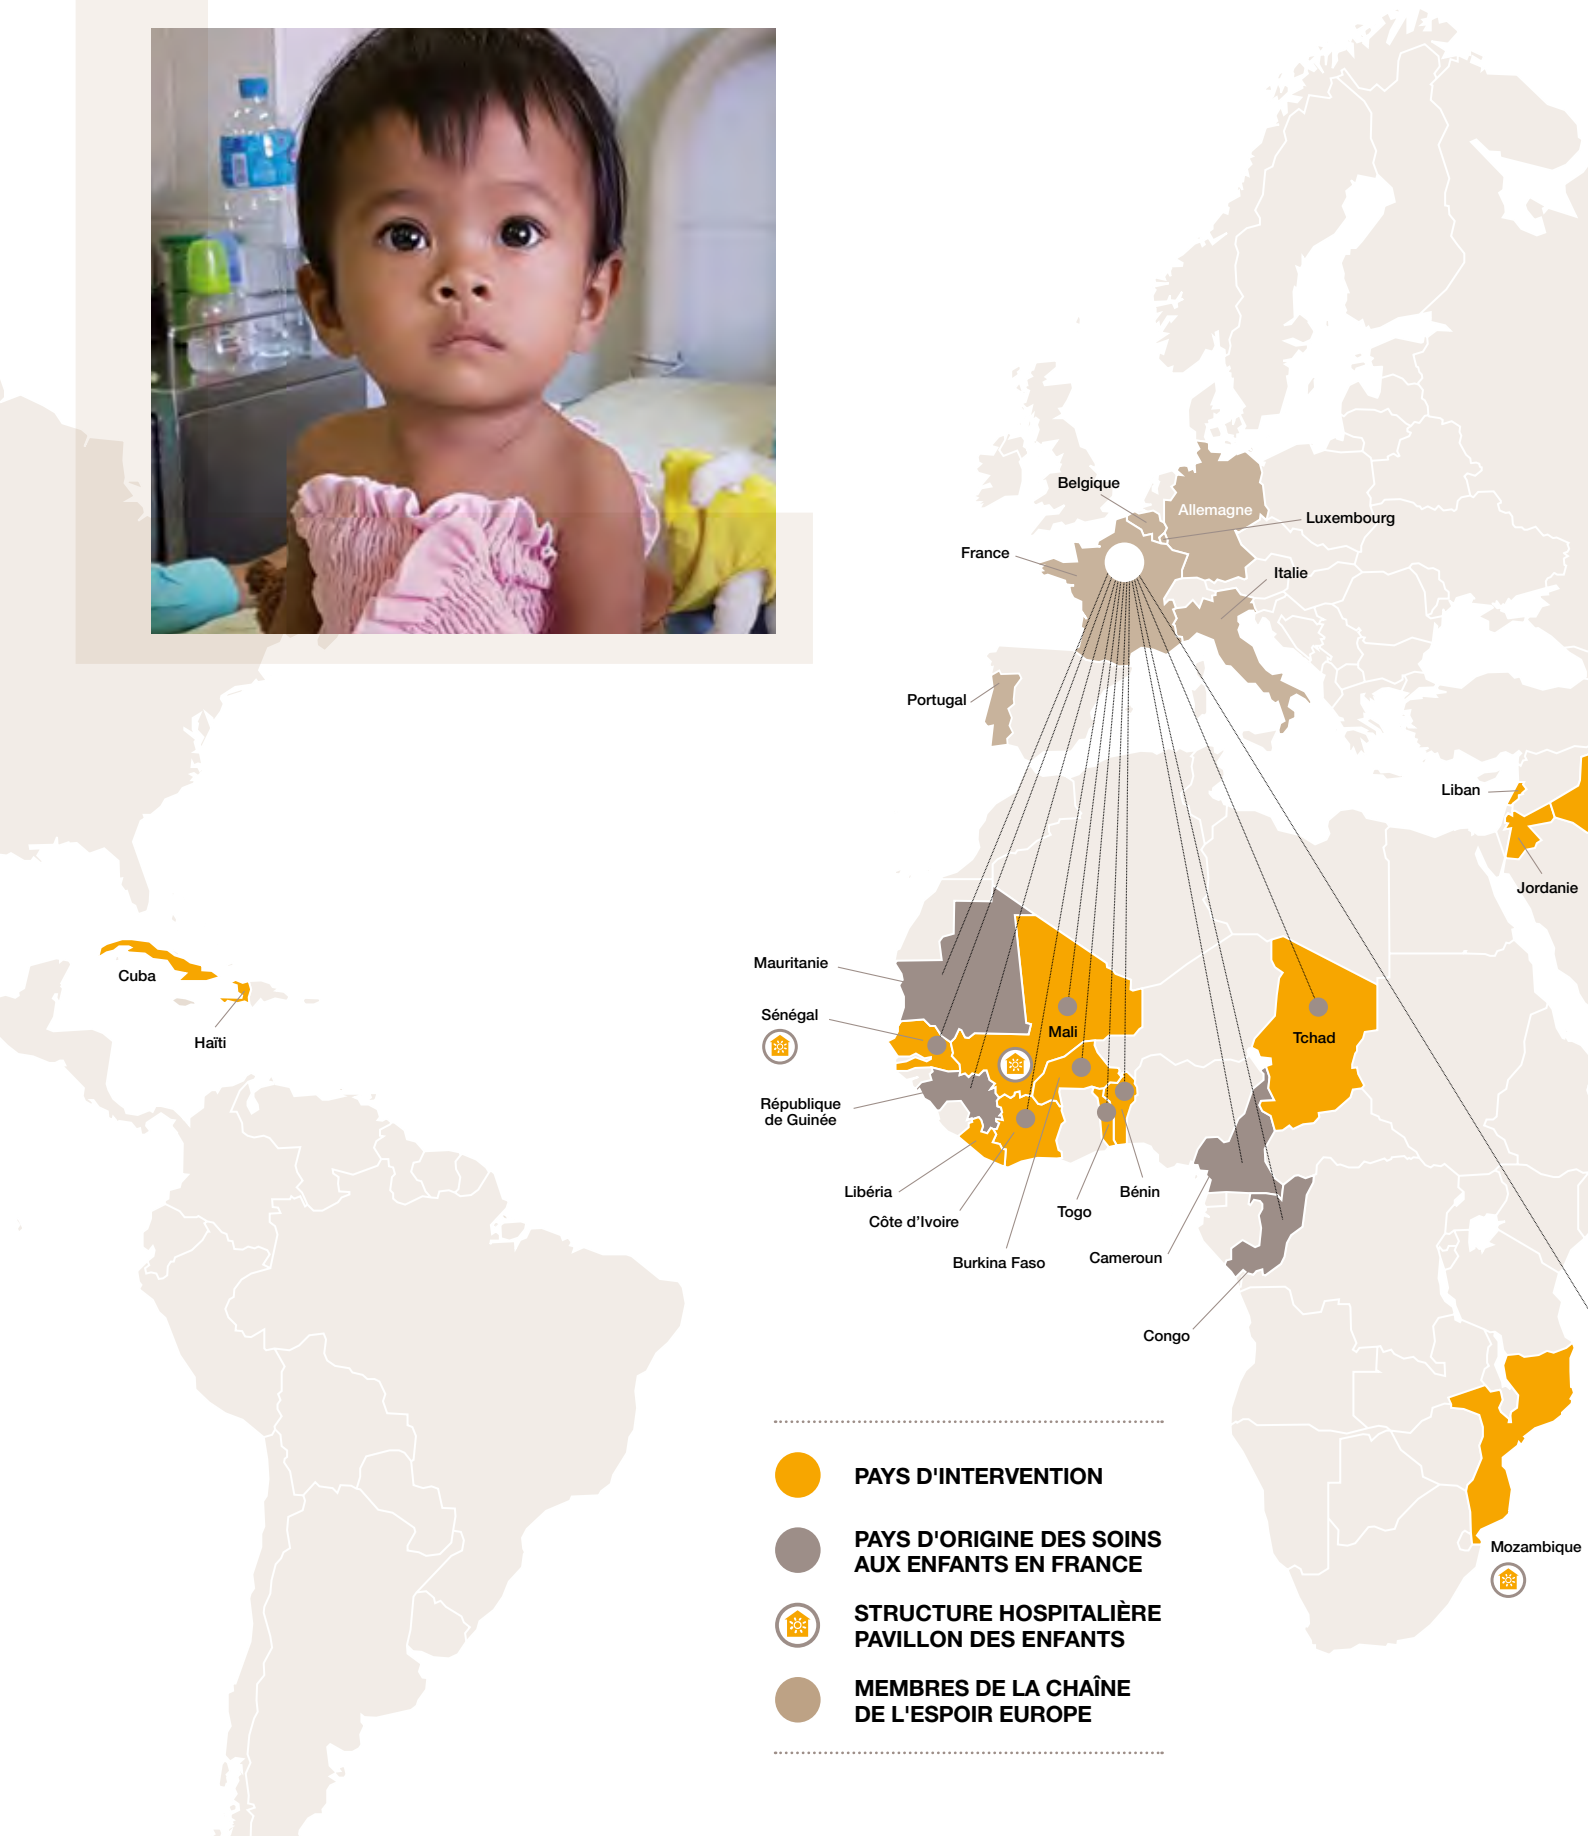 Belgique
Allemagne
Luxembourg
France
Italie
Portugal
Liban
Jordanie
Cuba
Haïti
Mauritanie
Sénégal
Mali
Tchad
République
de Guinée
Libéria
Côte d'Ivoire
Burkina Faso
Togo
Bénin
Cameroun
Congo
Mozambique
PAYS D'INTERVENTION
PAYS D'ORIGINE DES SOINS
AUX ENFANTS EN FRANCE
STRUCTURE HOSPITALIÈRE
PAVILLON DES ENFANTS
MEMBRES DE LA CHAÎNE
DE L'ESPOIR EUROPE